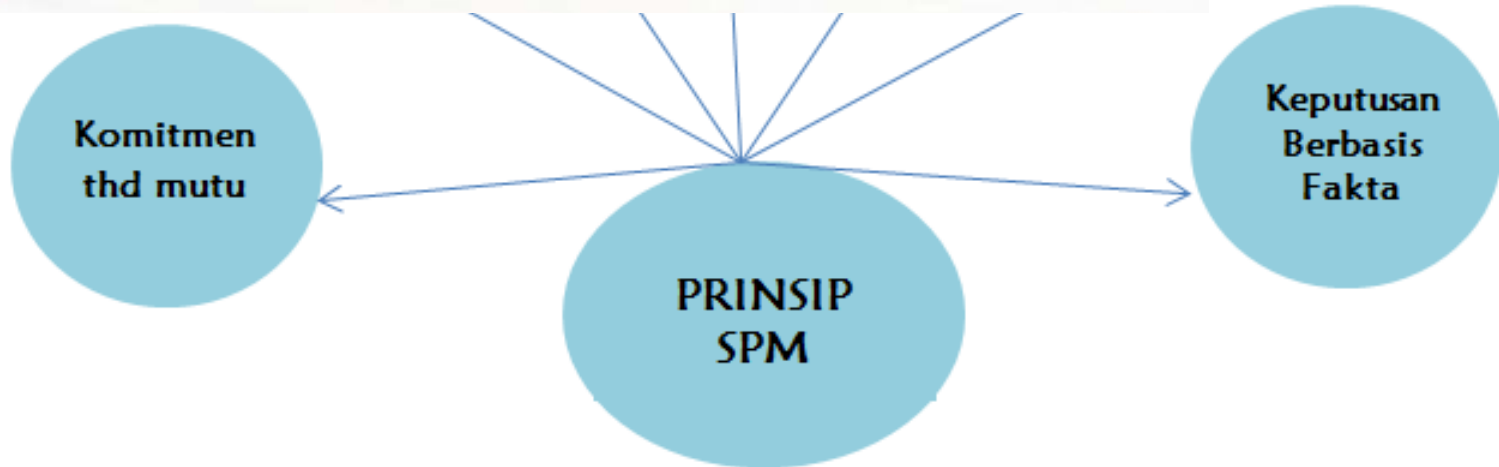 Komitmen
thd mutu
Keputusan
Berbasis
Fakta
PRINSIP
SPM